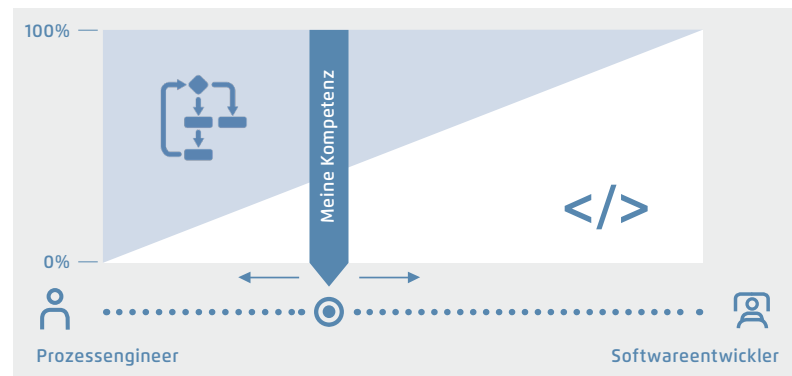 100%
Meine Kompetenz
</>
0%
Prozessengineer
Softwareentwickler